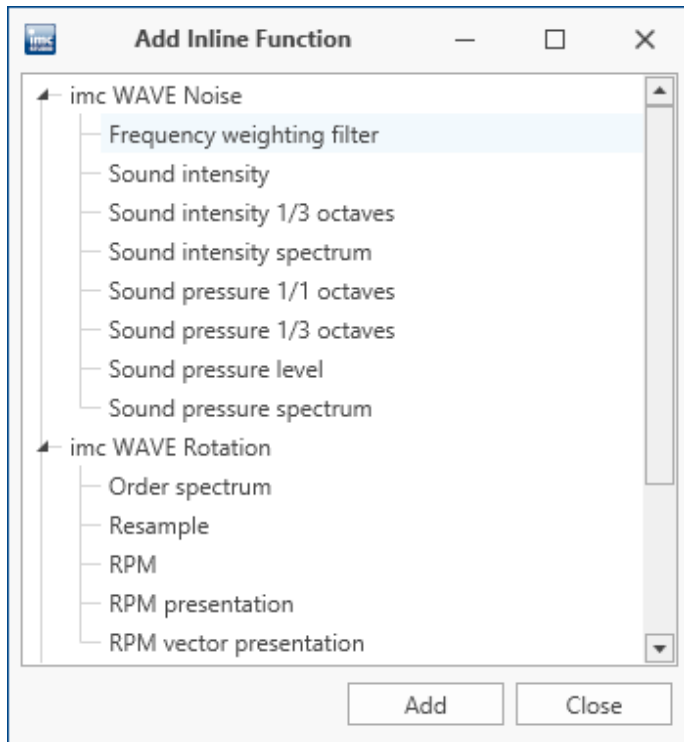 imc
STUDIO
Add Inline Function
imc WAVE Noise
Frequency weighting filter
Sound intensity
Sound intensity 1/3 octaves
Sound intensity spectrum
Sound pressure 1/1 octaves
Sound pressure 1/3 octaves
Sound pressure level
Sound pressure spectrum
imc WAVE Rotation
Order spectrum
Resample
RPM
RPM presentation
RPM vector presentation
Add
Close